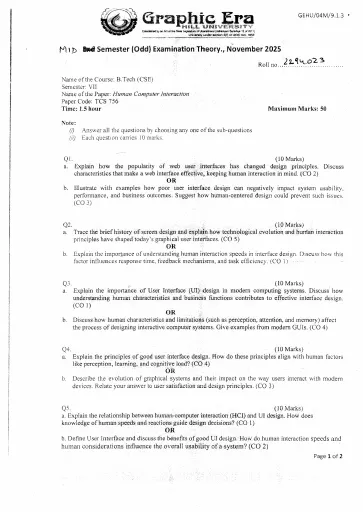 GEHU/04M/9.1.3
Graphic Era
HILL UNIVERSITY
MID End Semester (Odd) Examination Theory., November 2025
Roll no...2294023
Name of the Course: B.Tech (CSE)
Semester: VII
Name of the Paper: Human Computer Interaction
Paper Code: TCS 756
Time: 1.5 hour Maximum Marks: 50
Note:
(i) Answer all the questions by choosing any one of the sub-questions
(ii) Each question carries 10 marks.
Q1. (10 Marks)
a. Explain how the popularity of web user interfaces has changed design principles. Discuss
characteristics that make a web interface effective, keeping human interaction in mind. (CO 2)
OR
b. Illustrate with examples how poor user interface design can negatively impact system usability,
performance, and business outcomes. Suggest how human-centered design could prevent such issues.
(CO 3)
Q2. (10 Marks)
a. Trace the brief history of screen design and explain how technological evolution and human interaction
principles have shaped today's graphical user interfaces. (CO 5)
OR
b. Explain the importance of understanding human interaction speeds in interface design. Discuss how this
factor influences response time, feedback mechanisms, and task efficiency. (CO 1)
Q3. (10 Marks)
a. Explain the importance of User Interface (UI) design in modern computing systems. Discuss how
understanding human characteristics and business functions contributes to effective interface design.
(CO 1)
OR
b. Discuss how human characteristics and limitations (such as perception, attention, and memory) affect
the process of designing interactive computer systems. Give examples from modern GUIs. (CO 4)
Q4. (10 Marks)
a. Explain the principles of good user interface design. How do these principles align with human factors
like perception, learning, and cognitive load? (CO 4)
OR
b. Describe the evolution of graphical systems and their impact on the way users interact with modern
devices. Relate your answer to user satisfaction and design principles. (CO 3)
Q5. (10 Marks)
a. Explain the relationship between human-computer interaction (HCI) and UI design. How does
knowledge of human speeds and reactions guide design decisions? (CO 1)
OR
b. Define User Interface and discuss the benefits of good UI design. How do human interaction speeds and
human considerations influence the overall usability of a system? (CO 2)
Page 1 of 2